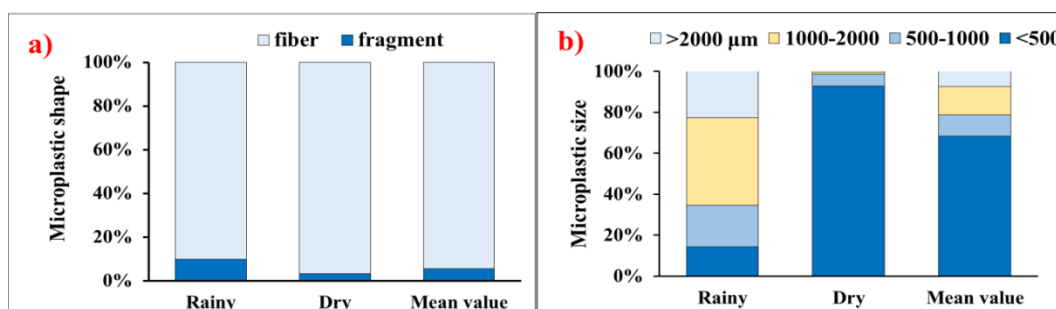 a)
fiber fragment
Microplastic shape
100%
80%
60%
40%
20%
0%
Rainy Dry Mean value
b)
>2000 µm 1000-2000 500-1000 <500
Microplastic size
100%
80%
60%
40%
20%
0%
Rainy Dry Mean value